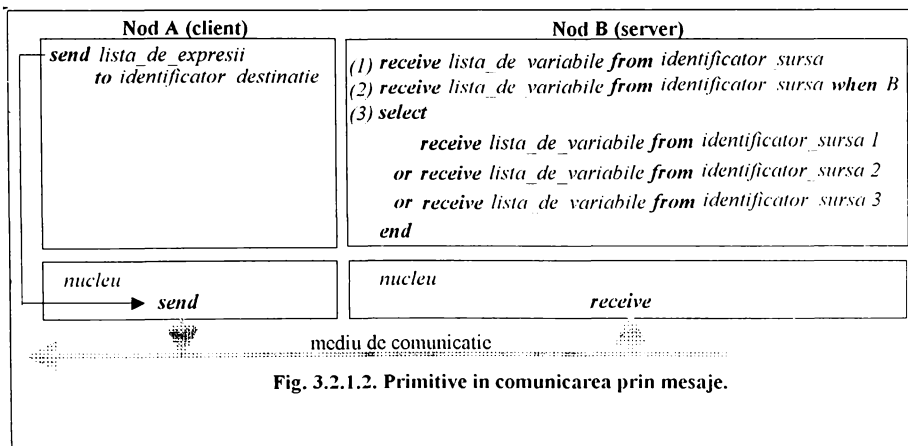 Nod A (client)
Nod B (server)
send lista_de_expresii
to identificator destinatie
(1) receive lista_de_variabile from identificator_sursa
(2) receive lista_de_variabile from identificator_sursa when B
(3) select
receive lista_de_variabile from identificator_sursa 1
or receive lista_de_variabile from identificator_sursa 2
or receive lista_de_variabile from identificator_sursa 3
end
nucleu
send
nucleu
receive
mediu de comunicatie
Fig. 3.2.1.2. Primitive in comunicarea prin mesaje.